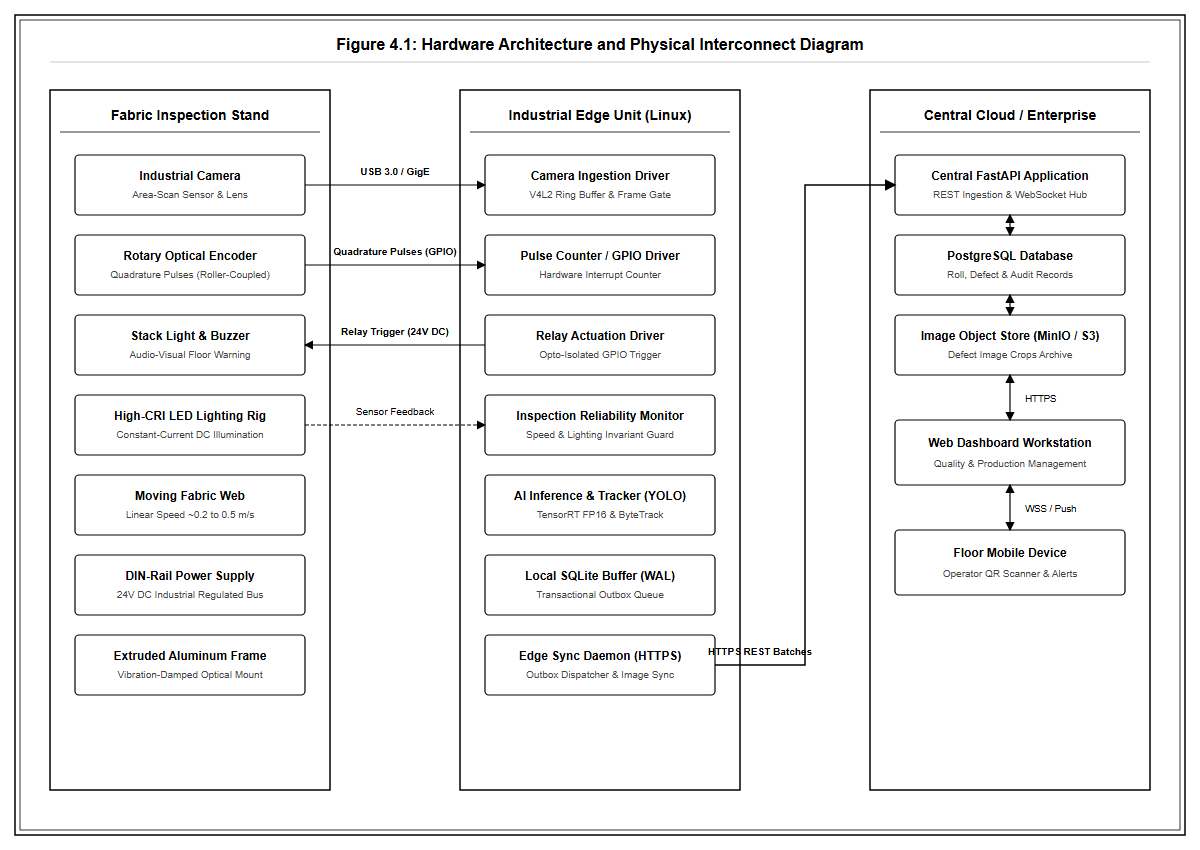 Figure 4.1: Hardware Architecture and Physical Interconnect Diagram
Fabric Inspection Stand
Industrial Camera
Area-Scan Sensor & Lens
Rotary Optical Encoder
Quadrature Pulses (Roller-Coupled)
Stack Light & Buzzer
Audio-Visual Floor Warning
High-CRI LED Lighting Rig
Constant-Current DC Illumination
Moving Fabric Web
Linear Speed ~0.2 to 0.5 m/s
DIN-Rail Power Supply
24V DC Industrial Regulated Bus
Extruded Aluminum Frame
Vibration-Damped Optical Mount
USB 3.0 / GigE
Quadrature Pulses (GPIO)
Relay Trigger (24V DC)
Sensor Feedback
Industrial Edge Unit (Linux)
Camera Ingestion Driver
V4L2 Ring Buffer & Frame Gate
Pulse Counter / GPIO Driver
Hardware Interrupt Counter
Relay Actuation Driver
Opto-Isolated GPIO Trigger
Inspection Reliability Monitor
Speed & Lighting Invariant Guard
AI Inference & Tracker (YOLO)
TensorRT FP16 & ByteTrack
Local SQLite Buffer (WAL)
Transactional Outbox Queue
Edge Sync Daemon (HTTPS)
Outbox Dispatcher & Image Sync
HTTPS REST Batches
Central Cloud / Enterprise
Central FastAPI Application
REST Ingestion & WebSocket Hub
PostgreSQL Database
Roll, Defect & Audit Records
Image Object Store (MinIO / S3)
Defect Image Crops Archive
HTTPS
Web Dashboard Workstation
Quality & Production Management
WSS / Push
Floor Mobile Device
Operator QR Scanner & Alerts